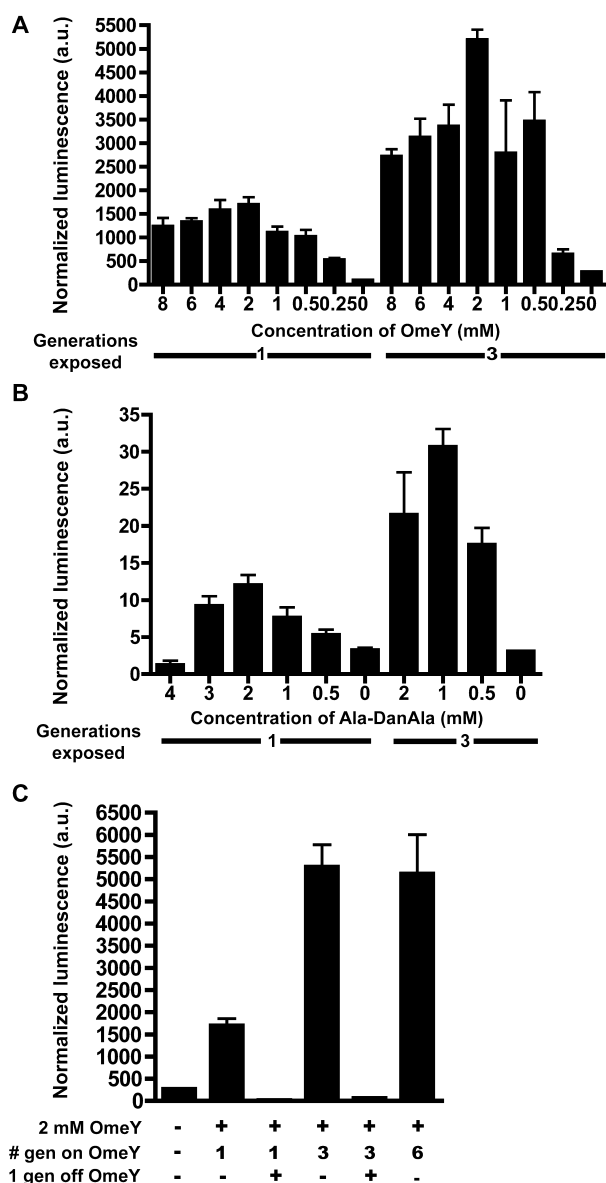 A
Normalized luminescence (a.u.)
5500
5000
4500
4000
3500
3000
2500
2000
1500
1000
500
0
8 6 4 2 1 0.5 0.25 0 8 6 4 2 1 0.5 0.25 0
Concentration of OmeY (mM)
Generations exposed
1 3
B
Normalized luminescence (a.u.)
35
30
25
20
15
10
5
0
4 3 2 1 0.5 0 2 1 0.5 0
Concentration of Ala-DanAla (mM)
Generations exposed
1 3
C
Normalized luminescence (a.u.)
6500
6000
5500
5000
4500
4000
3500
3000
2500
2000
1500
1000
500
0
2 mM OmeY - + + + + +
# gen on OmeY - 1 1 3 3 6
1 gen off OmeY - - + - + -